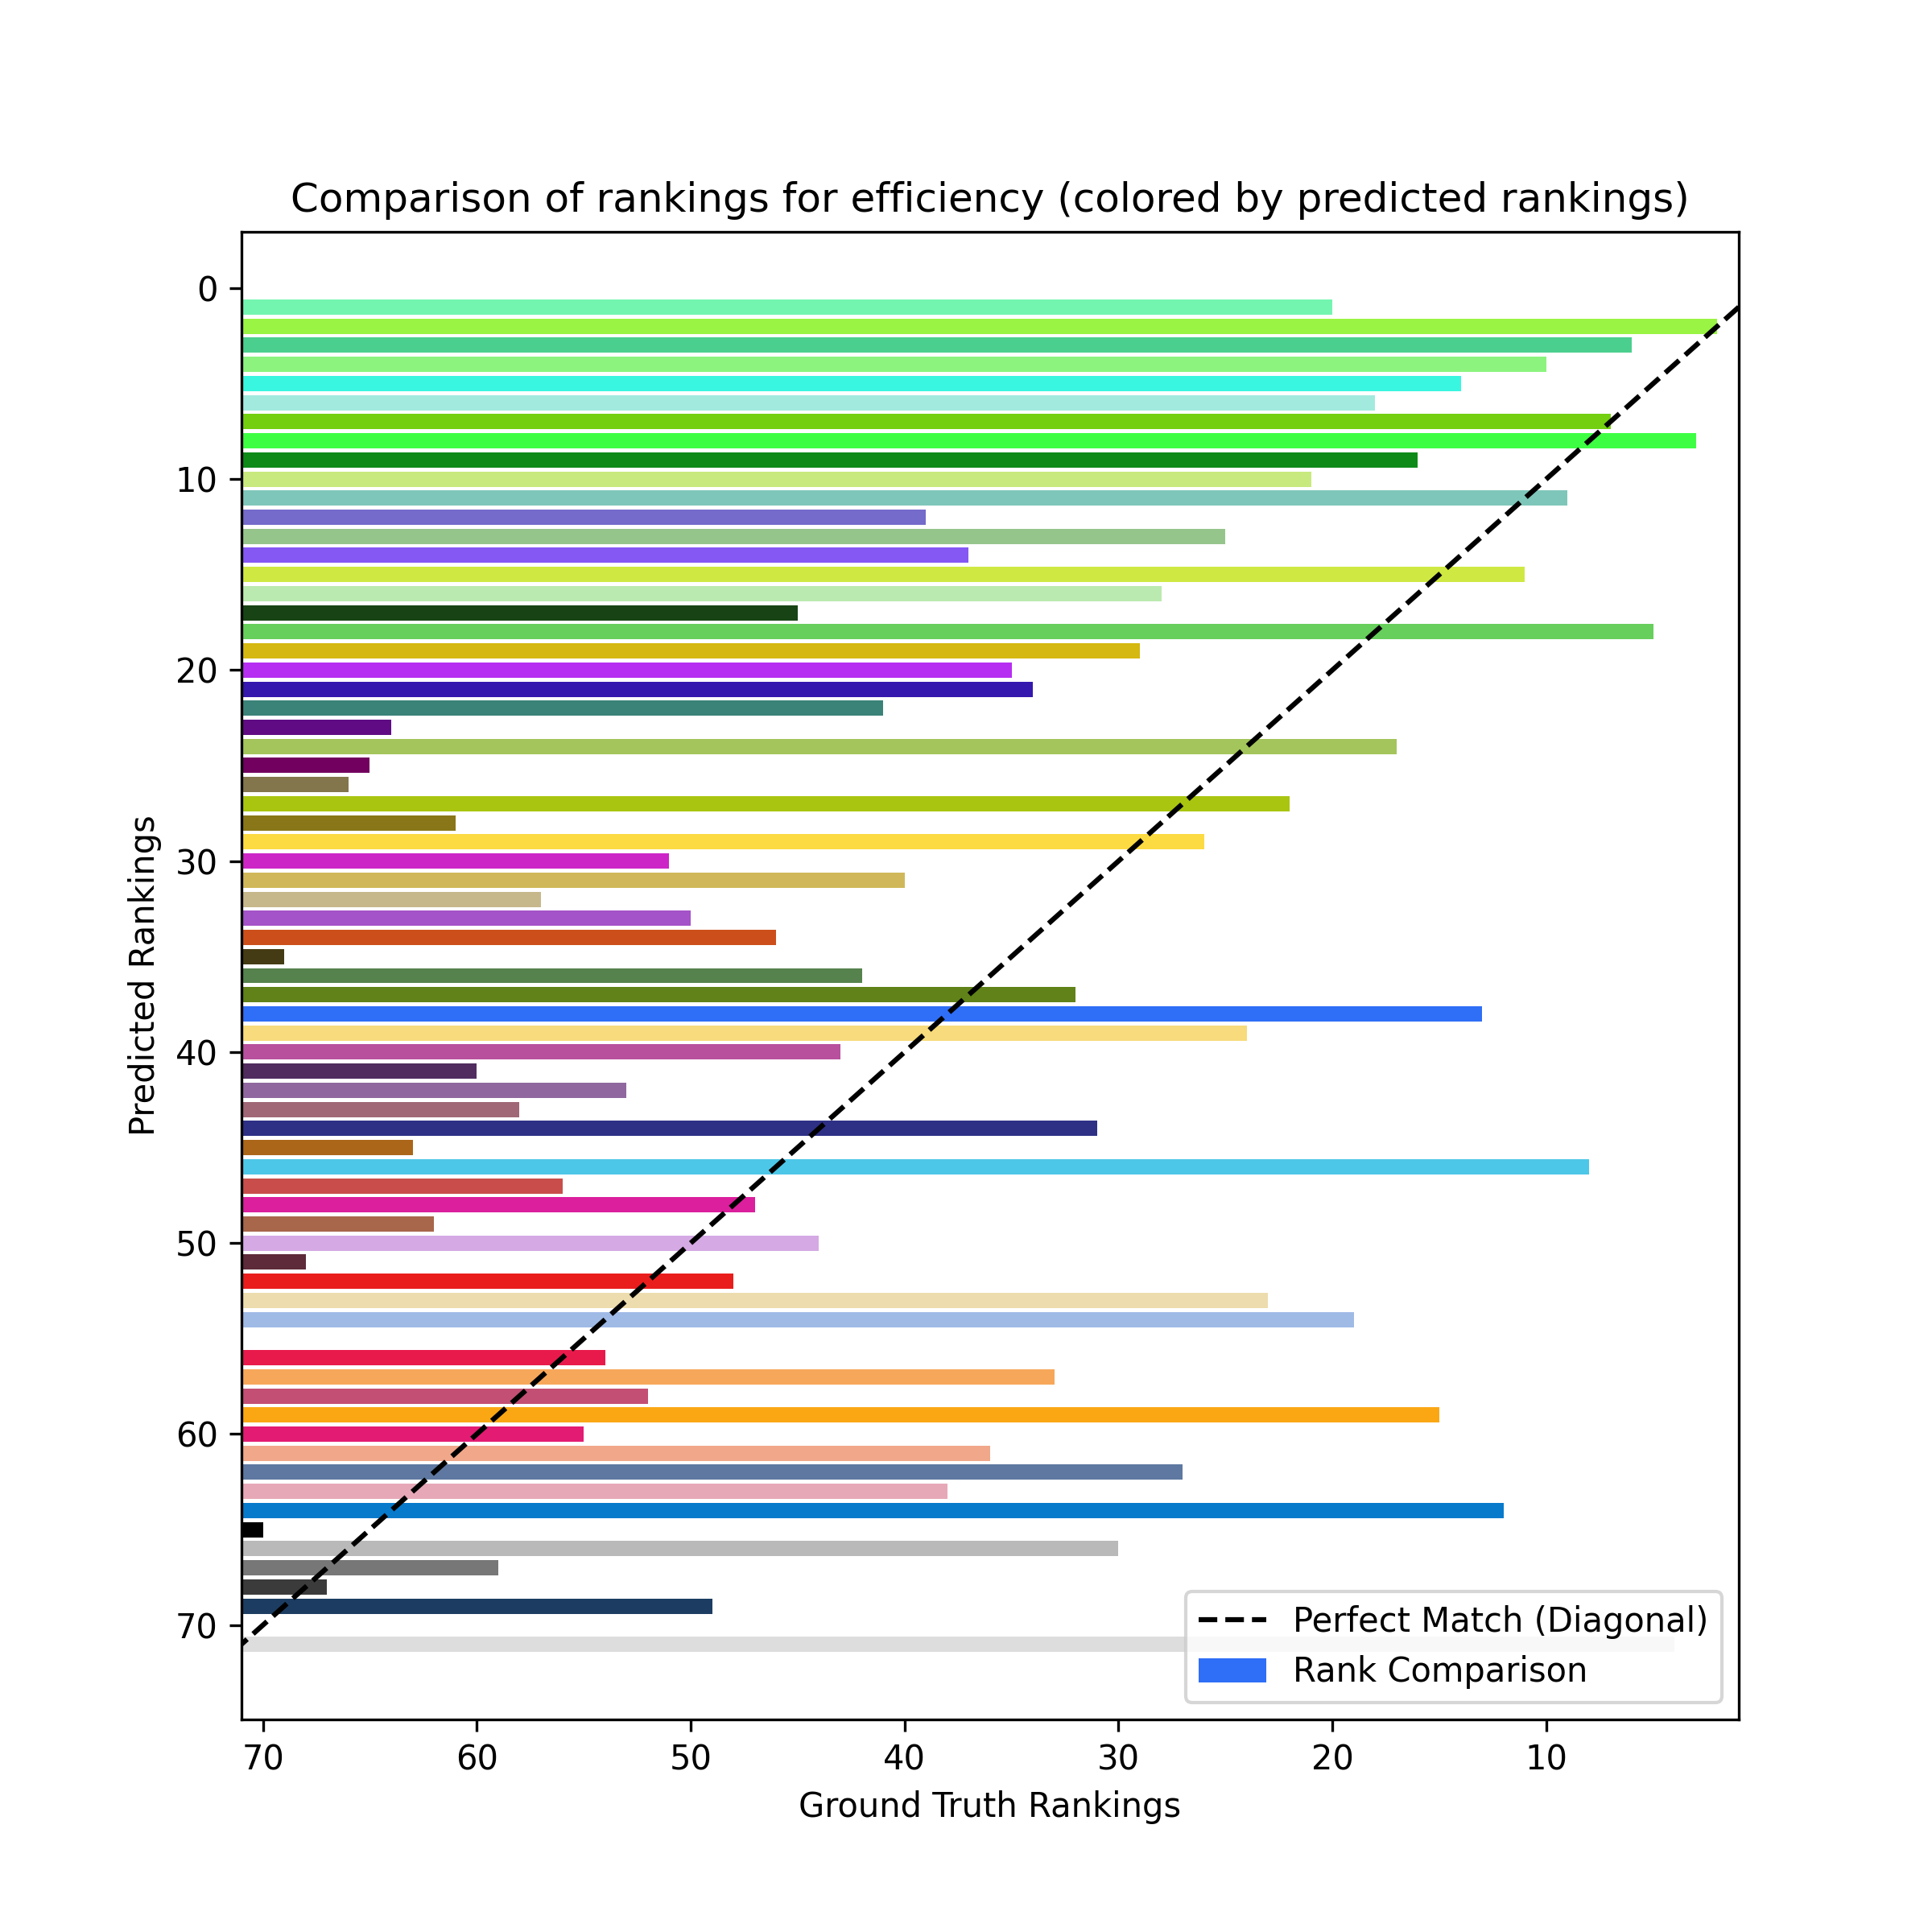 Comparison of rankings for efficiency (colored by predicted rankings)
0
10
20
30
40
50
60
70
Predicted Rankings
Perfect Match (Diagonal)
Rank Comparison
70 60 50 40 30 20 10
Ground Truth Rankings